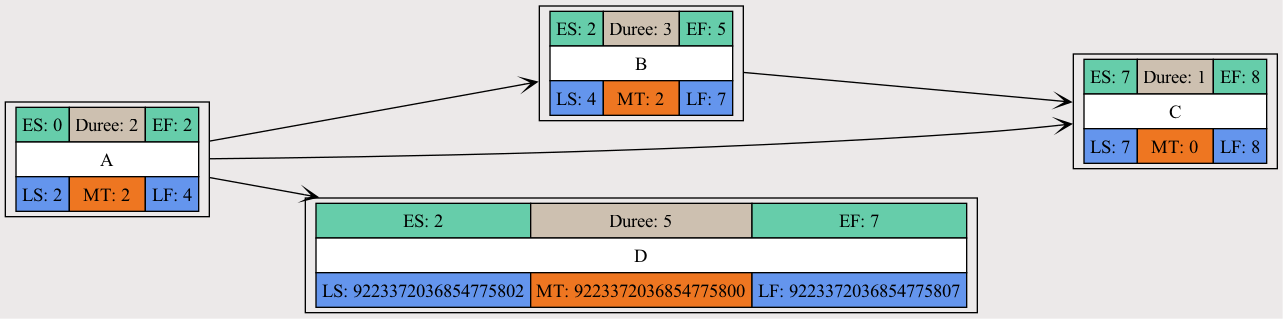 ES: 2 Duree: 3 EF: 5
B
LS: 4 MT: 2 LF: 7
ES: 7 Duree: 1 EF: 8
C
LS: 7 MT: 0 LF: 8
ES: 0 Duree: 2 EF: 2
A
LS: 2 MT: 2 LF: 4
ES: 2 Duree: 5 EF: 7
D
LS: 9223372036854775802 MT: 9223372036854775800 LF: 9223372036854775807